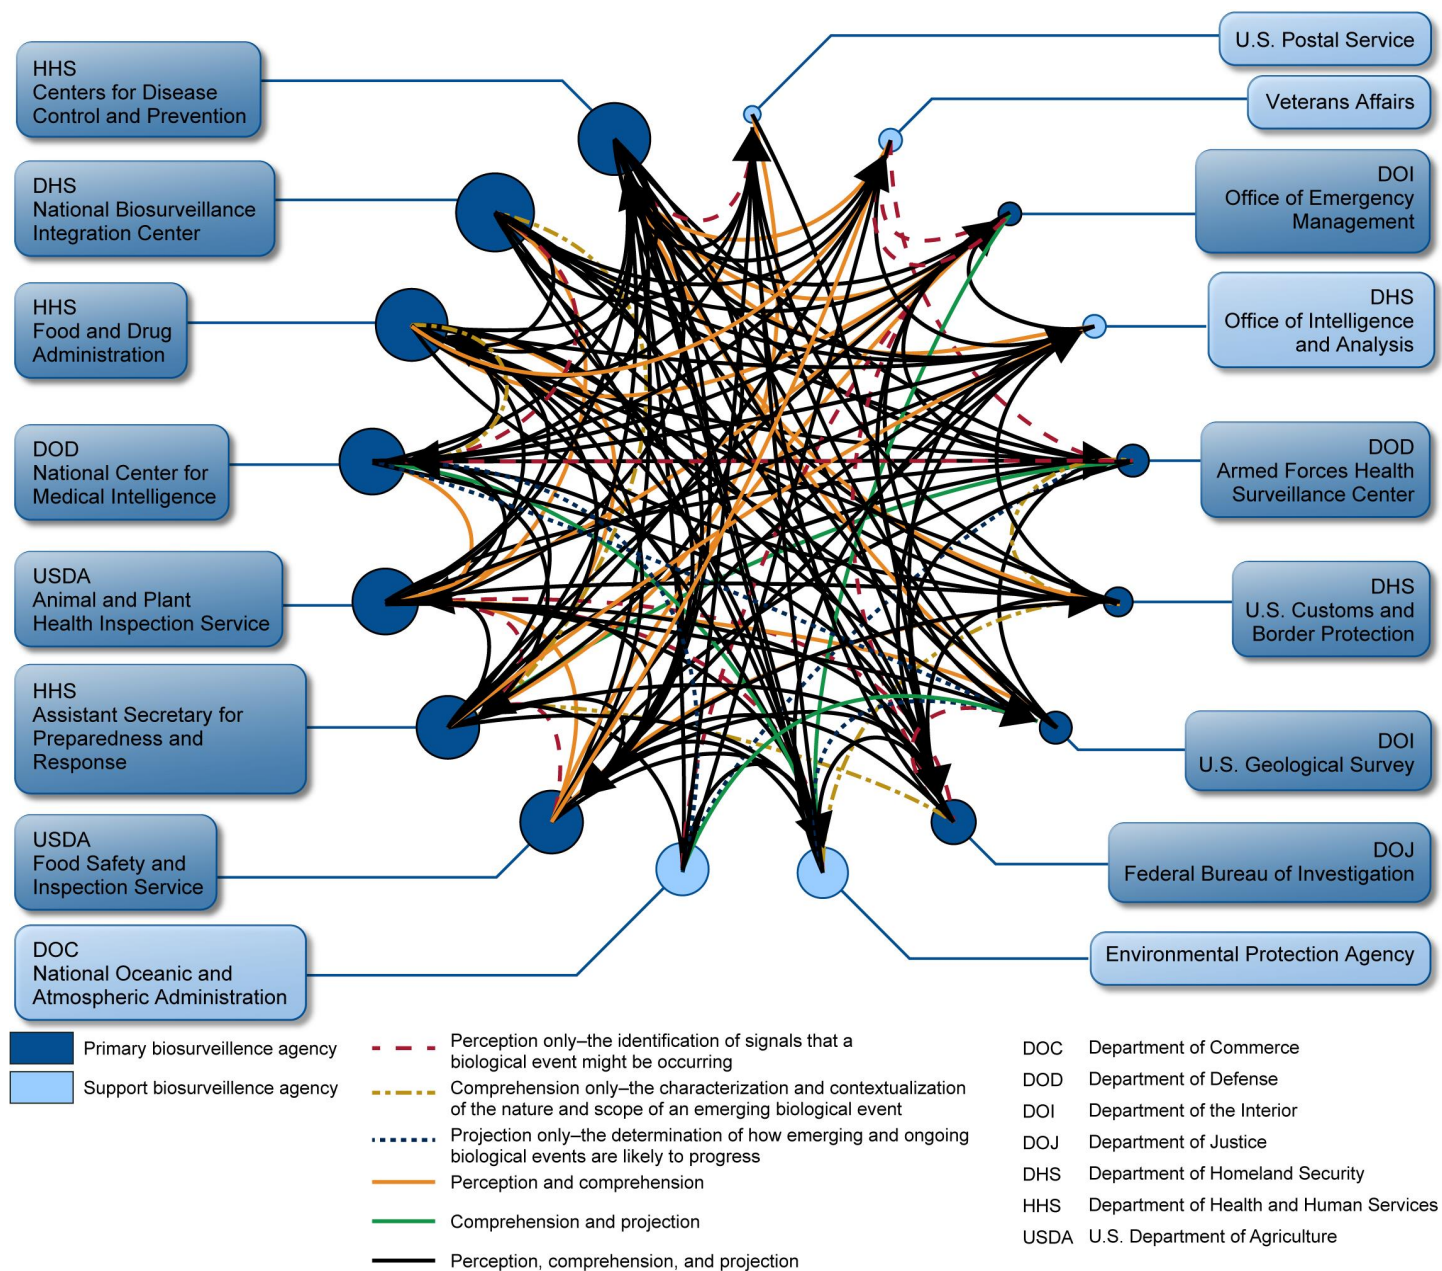 HHS
Centers for Disease
Control and Prevention
DHS
National Biosurveillance
Integration Center
HHS
Food and Drug
Administration
DOD
National Center for
Medical Intelligence
USDA
Animal and Plant
Health Inspection Service
HHS
Assistant Secretary for
Preparedness and
Response
USDA
Food Safety and
Inspection Service
DOC
National Oceanic and
Atmospheric Administration
U.S. Postal Service
Veterans Affairs
DOI
Office of Emergency
Management
DHS
Office of Intelligence
and Analysis
DOD
Armed Forces Health
Surveillance Center
DHS
U.S. Customs and
Border Protection
DOI
U.S. Geological Survey
DOJ
Federal Bureau of Investigation
Environmental Protection Agency
Primary biosurveillence agency
Support biosurveillence agency
Perception only–the identification of signals that a
biological event might be occurring
Comprehension only–the characterization and contextualization
of the nature and scope of an emerging biological event
Projection only–the determination of how emerging and ongoing
biological events are likely to progress
Perception and comprehension
Comprehension and projection
Perception, comprehension, and projection
DOC Department of Commerce
DOD Department of Defense
DOI Department of the Interior
DOJ Department of Justice
DHS Department of Homeland Security
HHS Department of Health and Human Services
USDA U.S. Department of Agriculture